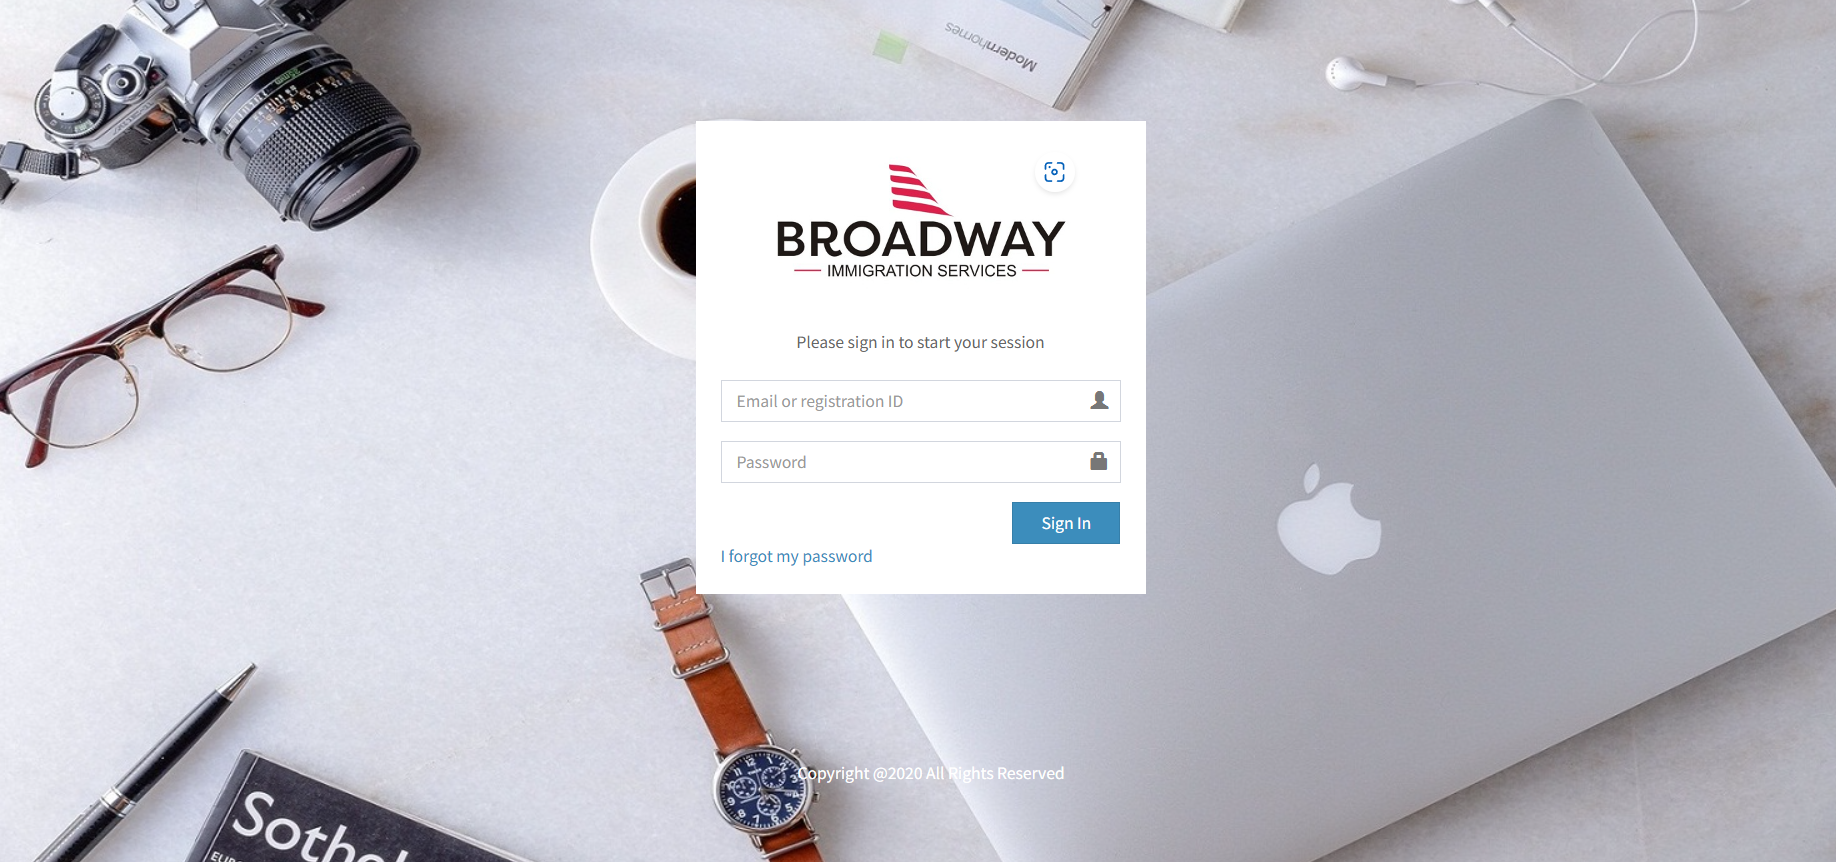 Modernhomes
BROADWAY
IMMIGRATION SERVICES
Please sign in to start your session
Email or registration ID
Password
Sign In
I forgot my password
Copyright @2020 All Rights Reserved